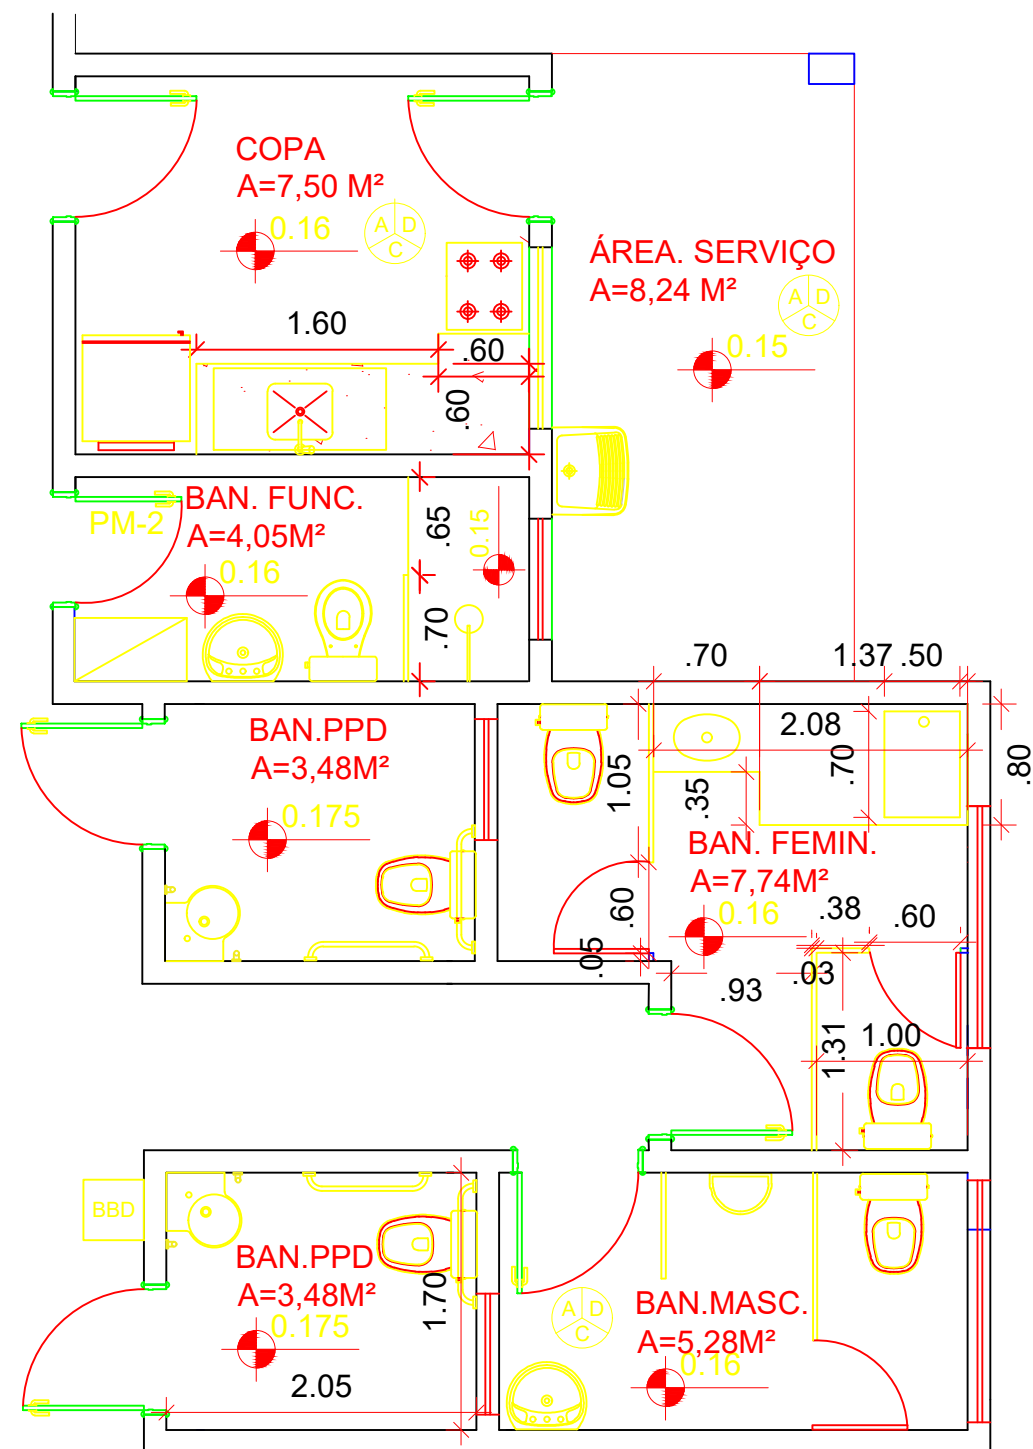 COPA
A=7,50 M²
0.16
A D
C
ÁREA. SERVIÇO
A=8,24 M²
A D
C
0.15
1.60
.60
.60
BAN. FUNC.
A=4,05M²
PM-2
0.16
.65
0.15
.70
.70
1.37
.50
BAN.PPD
A=3,48M²
0.175
2.08
1.05
.35
.70
.80
BAN. FEMIN.
A=7,74M²
0.16
.60
.05
.38
.60
.93
.03
1.31
1.00
BBD
BAN.PPD
A=3,48M²
0.175
1.70
2.05
A D
C
BAN.MASC.
A=5,28M²
0.16